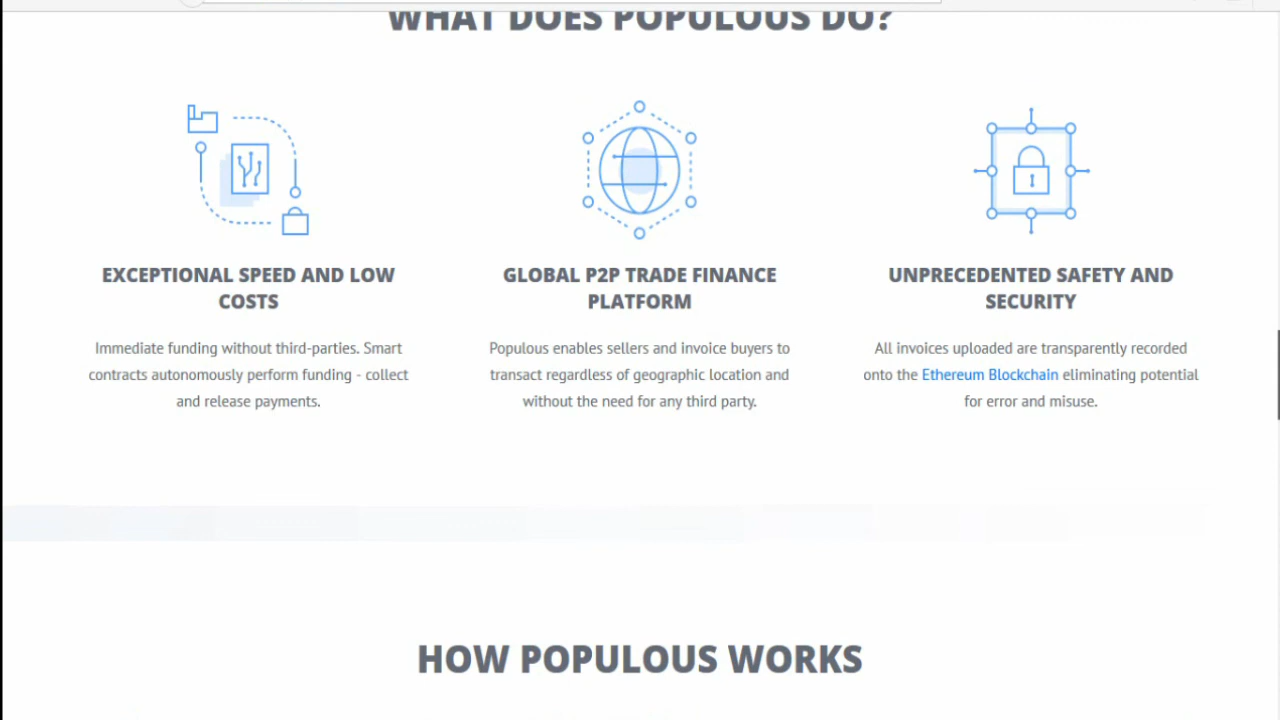 WHAT DOES POPULOUS DO?
EXCEPTIONAL SPEED AND LOW
COSTS
Immediate funding without third-parties. Smart
contracts autonomously perform funding - collect
and release payments.
GLOBAL P2P TRADE FINANCE
PLATFORM
Populous enables sellers and invoice buyers to
transact regardless of geographic location and
without the need for any third party.
UNPRECEDENTED SAFETY AND
SECURITY
All invoices uploaded are transparently recorded
onto the Ethereum Blockchain eliminating potential
for error and misuse.
HOW POPULOUS WORKS